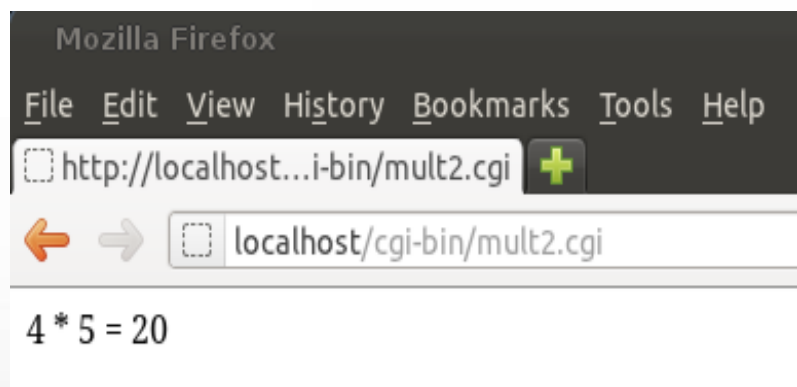 Mozilla Firefox
File Edit View History Bookmarks Tools Help
http://localhost...i-bin/mult2.cgi
localhost/cgi-bin/mult2.cgi
4 * 5 = 20